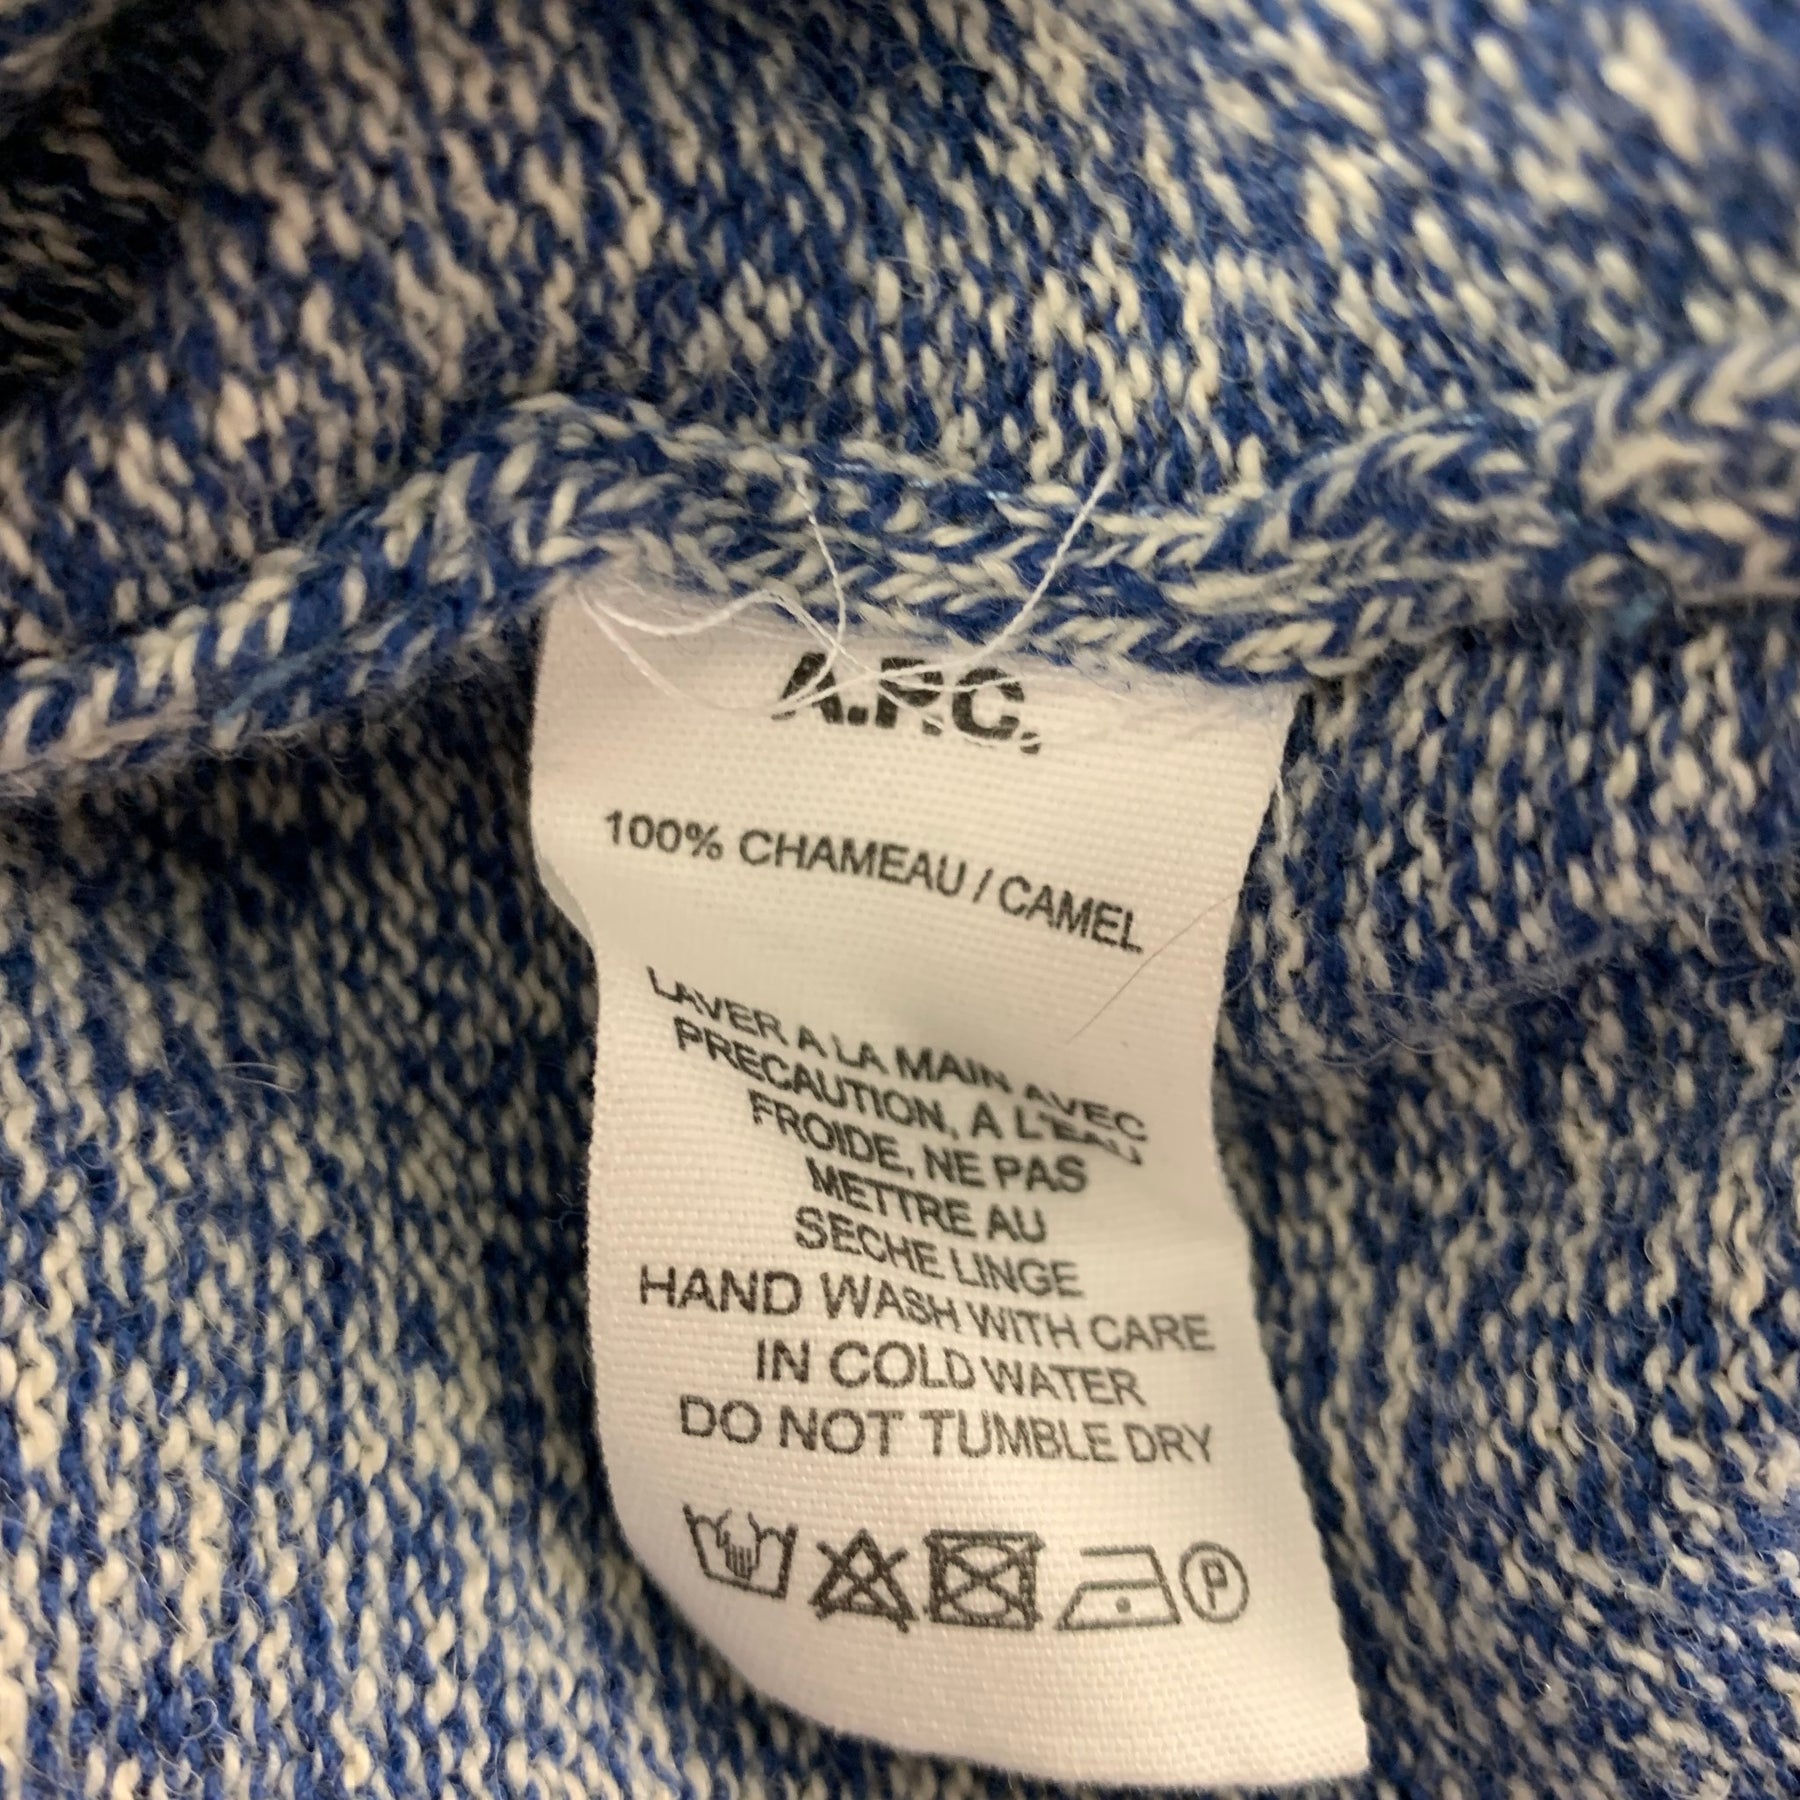 A.P.C.
100% CHAMEAU / CAMEL
LAVER A LA MAIN AVEC
PRECAUTION, A L'EAU
FROIDE, NE PAS
METTRE AU
SECHE LINGE
HAND WASH WITH CARE
IN COLD WATER
DO NOT TUMBLE DRY
P